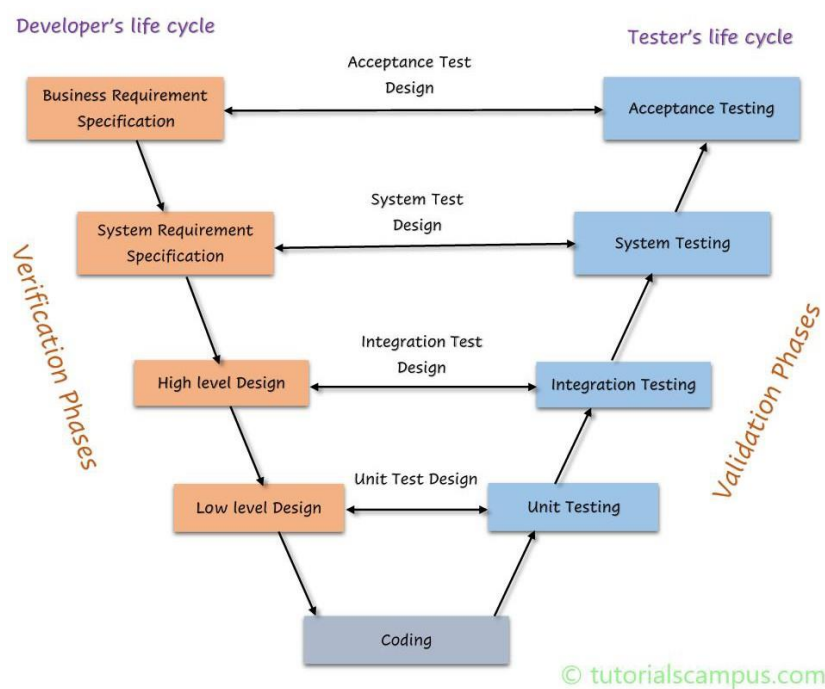 Developer's life cycle
Tester's life cycle
Acceptance Test
Design
Business Requirement
Specification
Acceptance Testing
System Test
Design
System Requirement
Specification
System Testing
Verification Phases
Validation Phases
Integration Test
Design
High level Design
Integration Testing
Unit Test Design
Low level Design
Unit Testing
Coding
© tutorialscampus.com